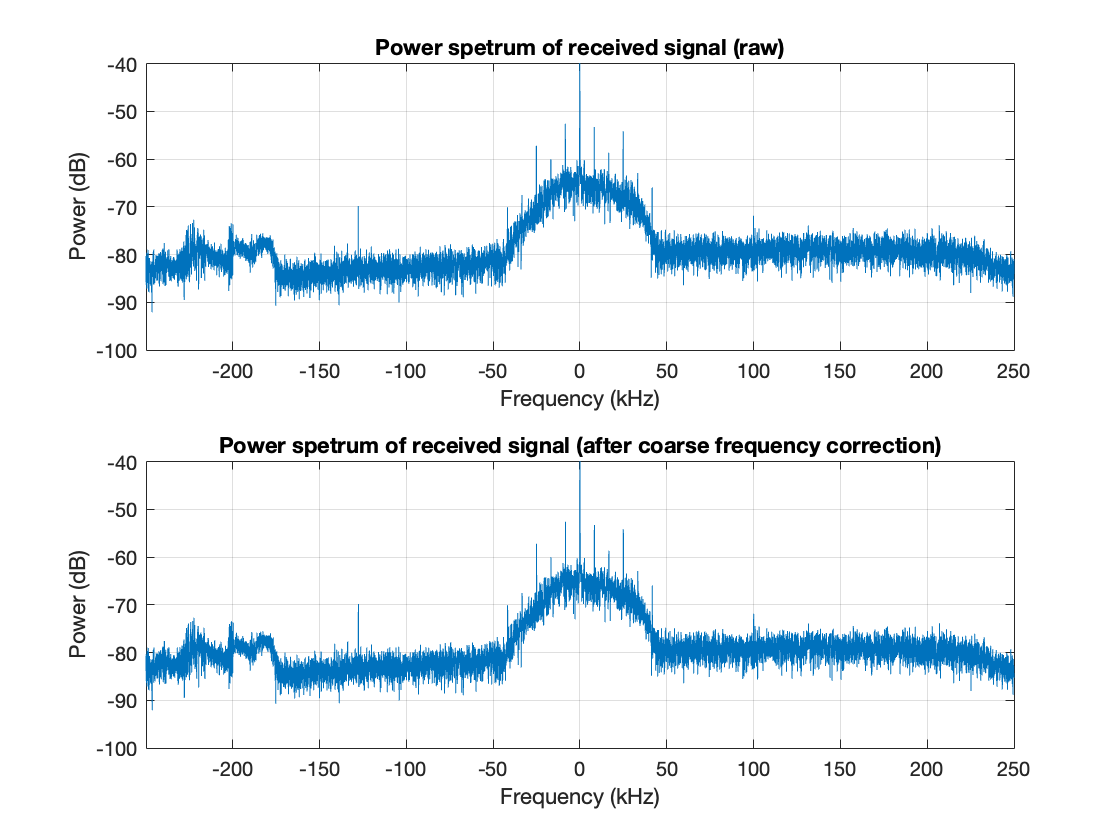 Power spetrum of received signal (raw)
-40
-50
-60
-70
-80
-90
-100
Power (dB)
-200 -150 -100 -50 0 50 100 150 200 250
Frequency (kHz)
Power spetrum of received signal (after coarse frequency correction)
-40
-50
-60
-70
-80
-90
-100
Power (dB)
-200 -150 -100 -50 0 50 100 150 200 250
Frequency (kHz)